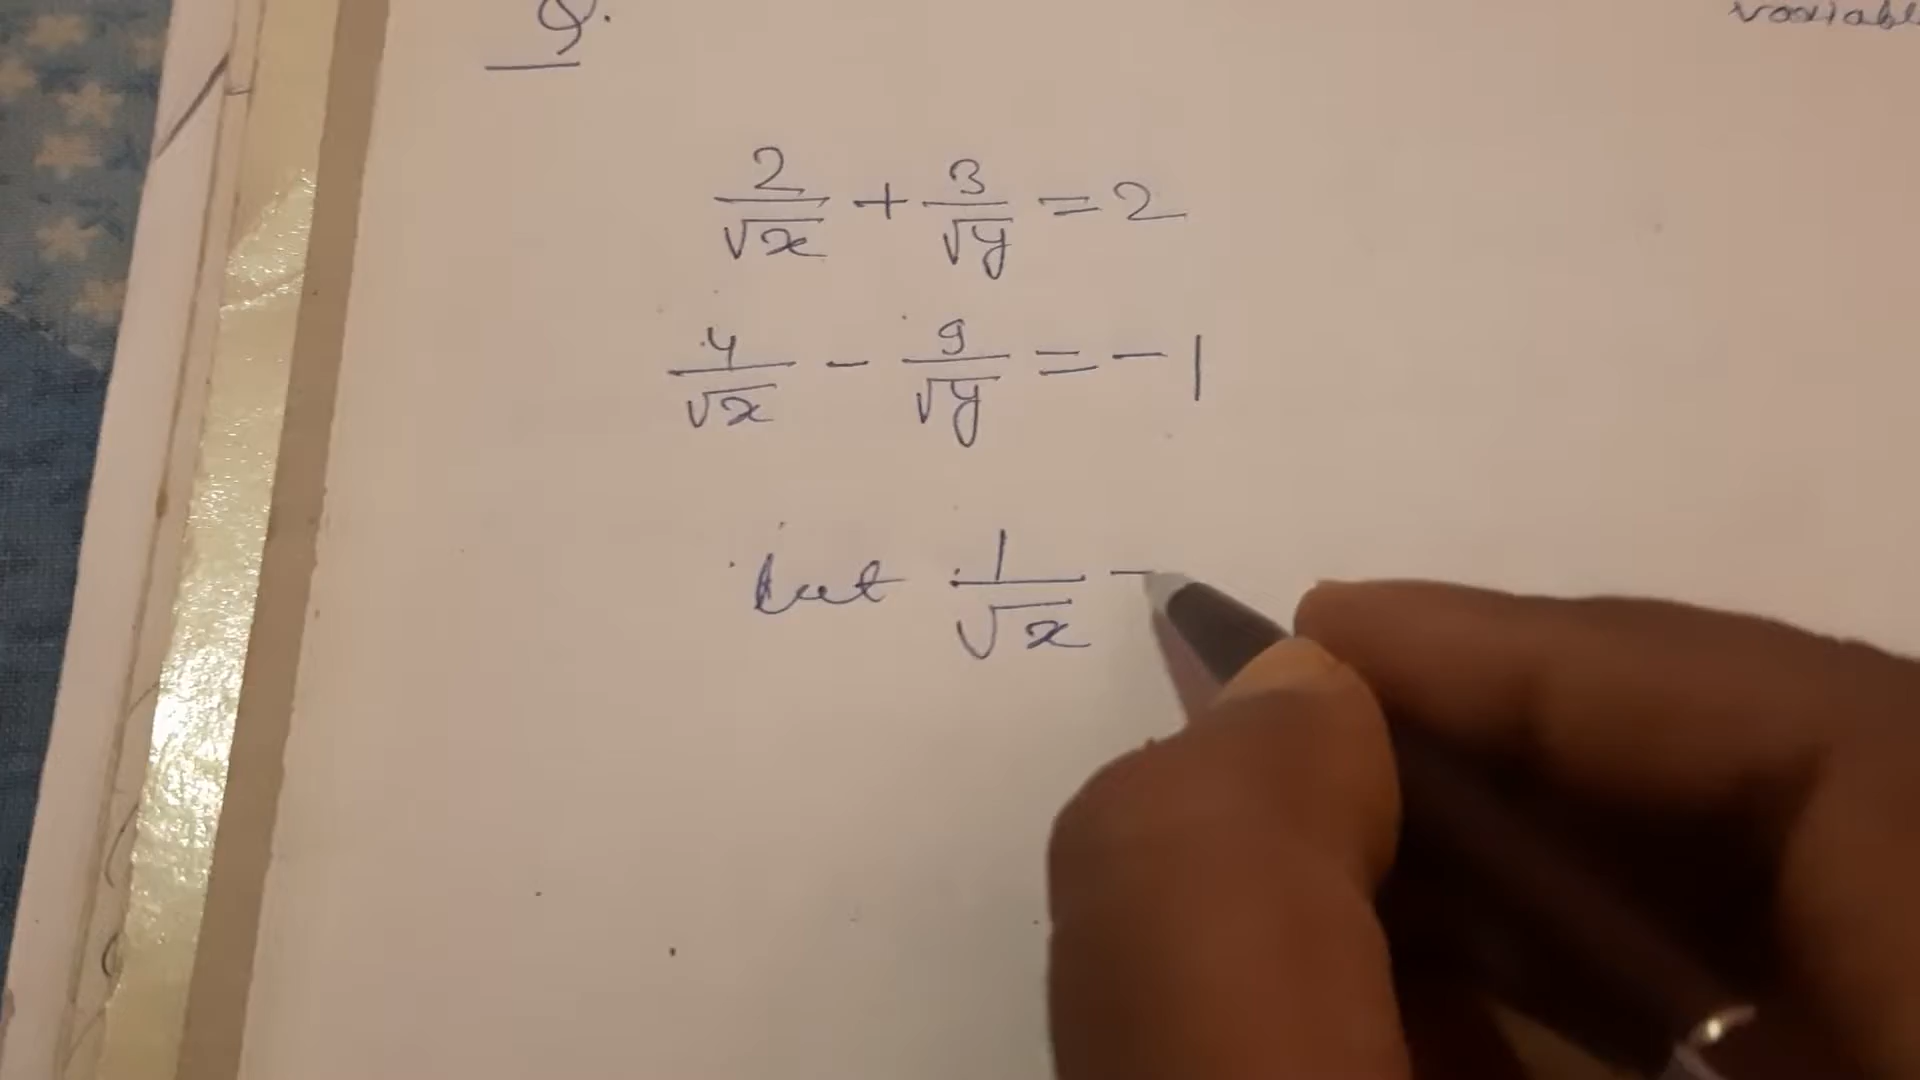 Q.
2/√x + 3/√y = 2
4/√x - 9/√y = -1
Let 1/√x -